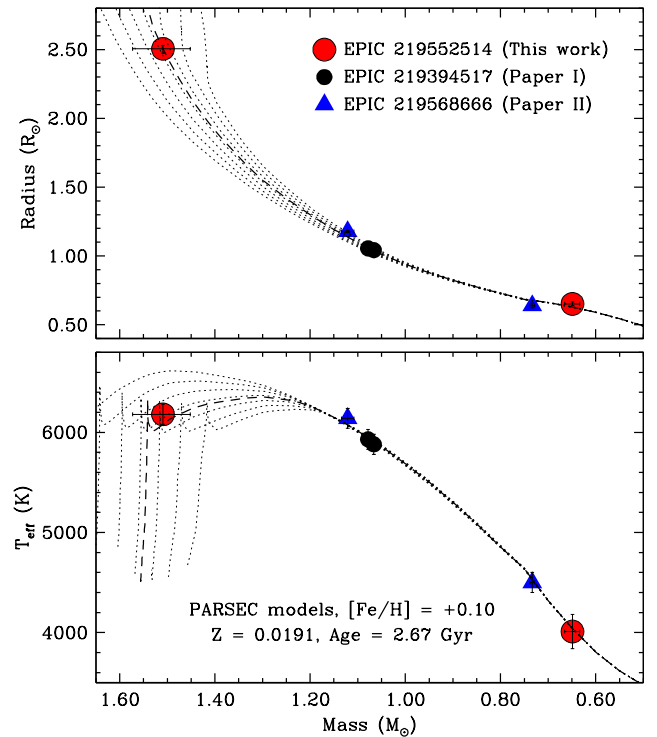 2.50
2.00
1.50
1.00
0.50
Radius (R⊙)
EPIC 219552514 (This work)
EPIC 219394517 (Paper I)
EPIC 219568666 (Paper II)
6000
5000
4000
Teff (K)
PARSEC models, [Fe/H] = +0.10
Z = 0.0191, Age = 2.67 Gyr
1.60 1.40 1.20 1.00 0.80 0.60
Mass (M⊙)